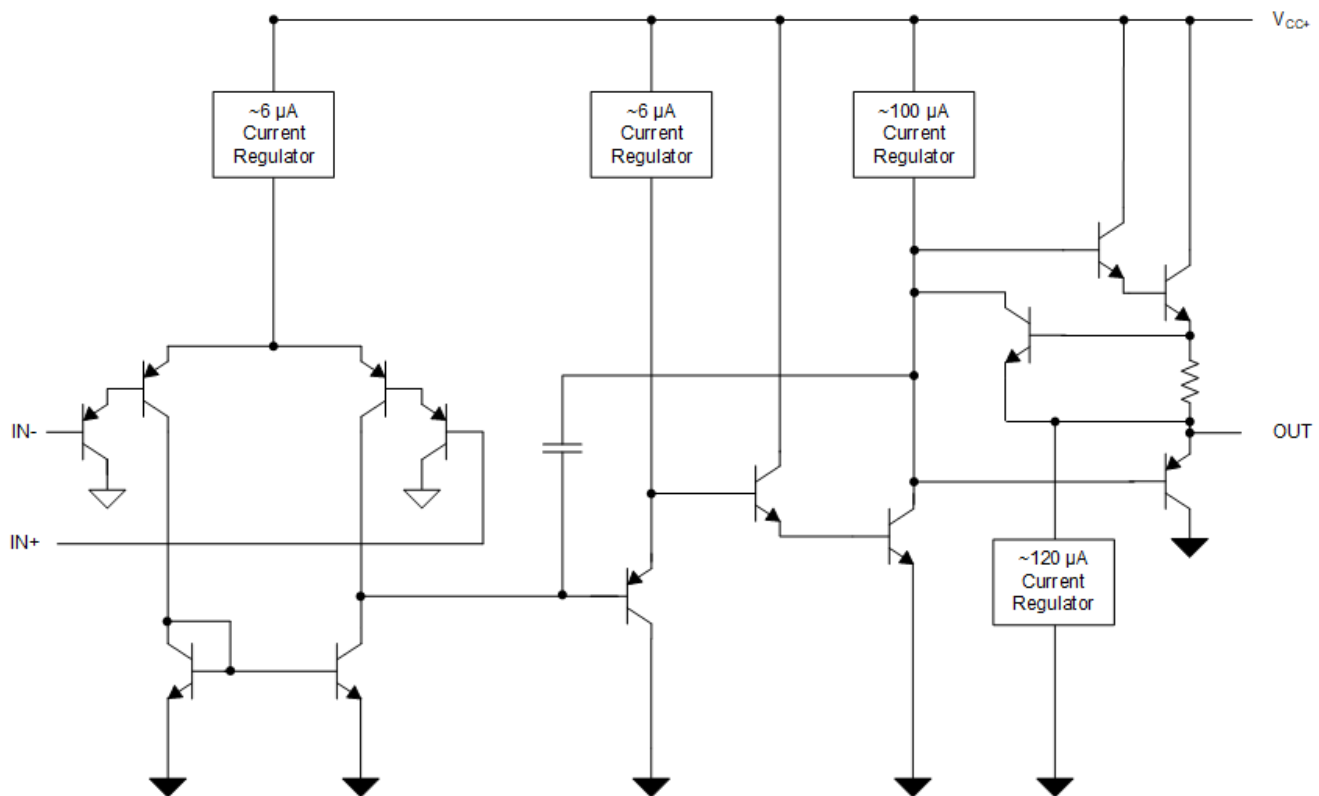 V_CC+
~6 µA
Current
Regulator
~6 µA
Current
Regulator
~100 µA
Current
Regulator
IN-
OUT
IN+
~120 µA
Current
Regulator